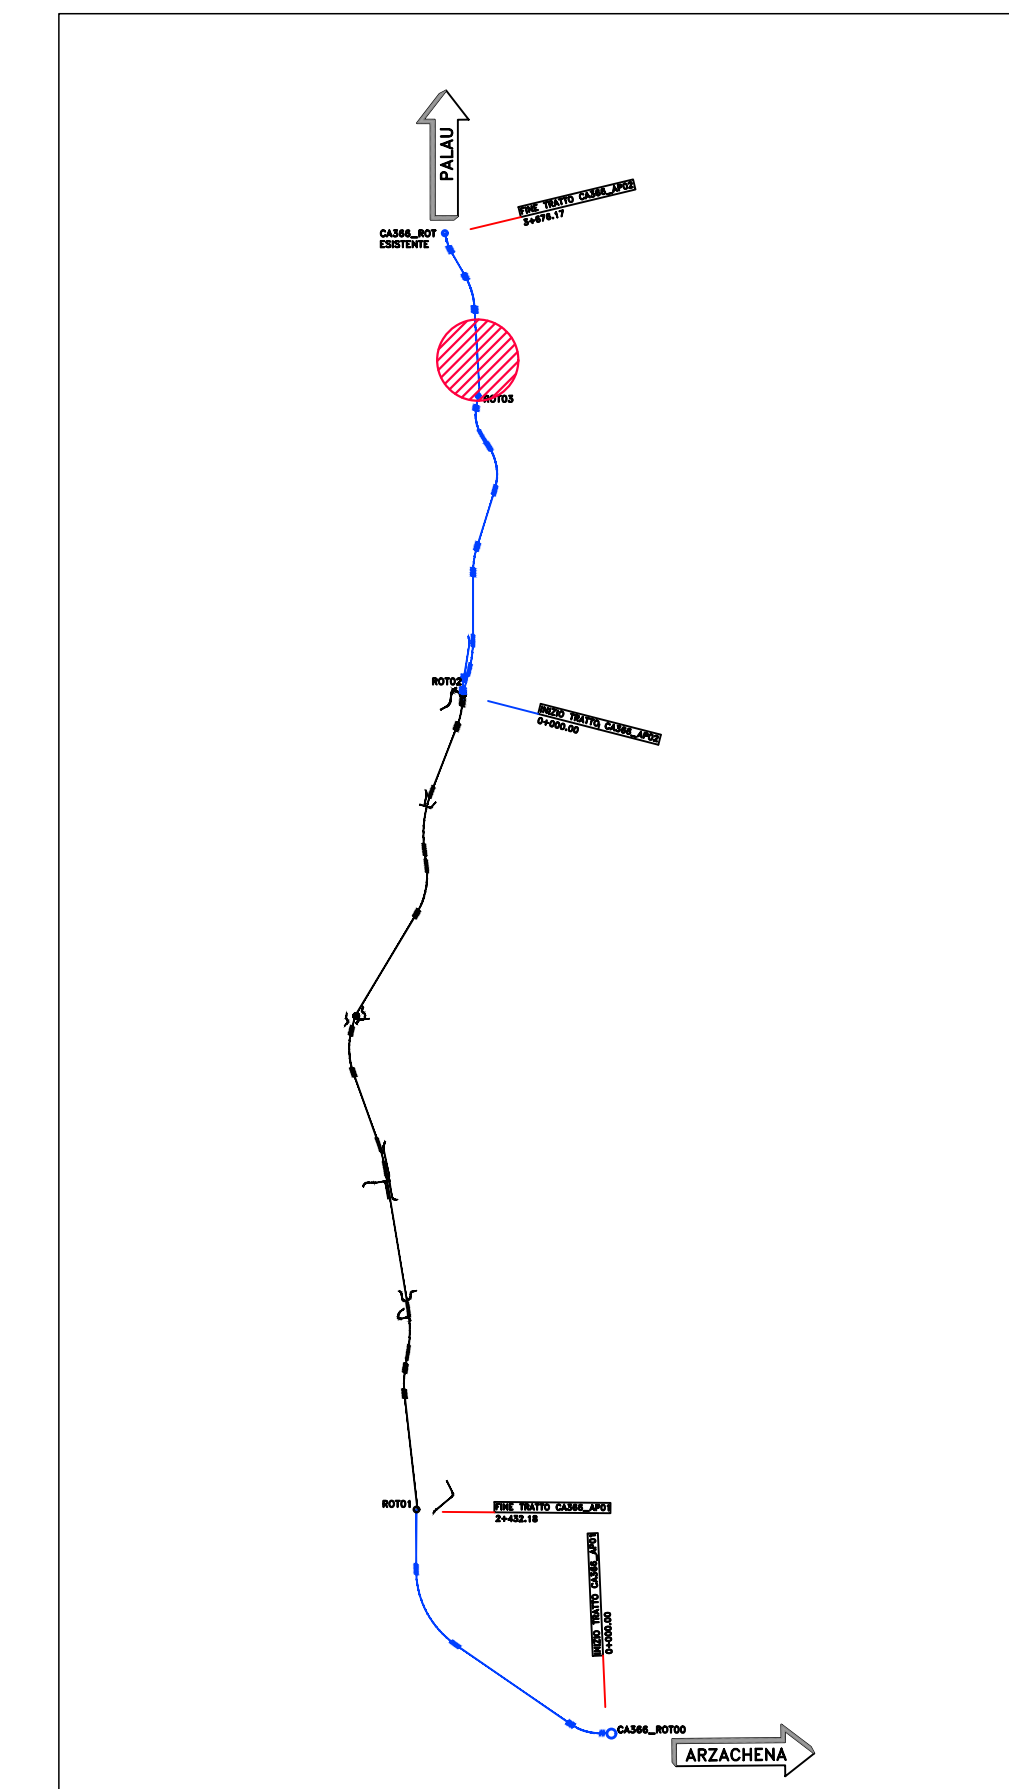 PALAU
FINE TRATTO CA366_AP02
3+676.17
CA366_ROT
ESISTENTE
ROT03
ROT02
INIZIO TRATTO CA366_AP02
0+000.00
ROT01
FINE TRATTO CA366_AP01
2+432.18
INIZIO TRATTO CA366_AP01
0+000.00
CA366_ROT00
ARZACHENA